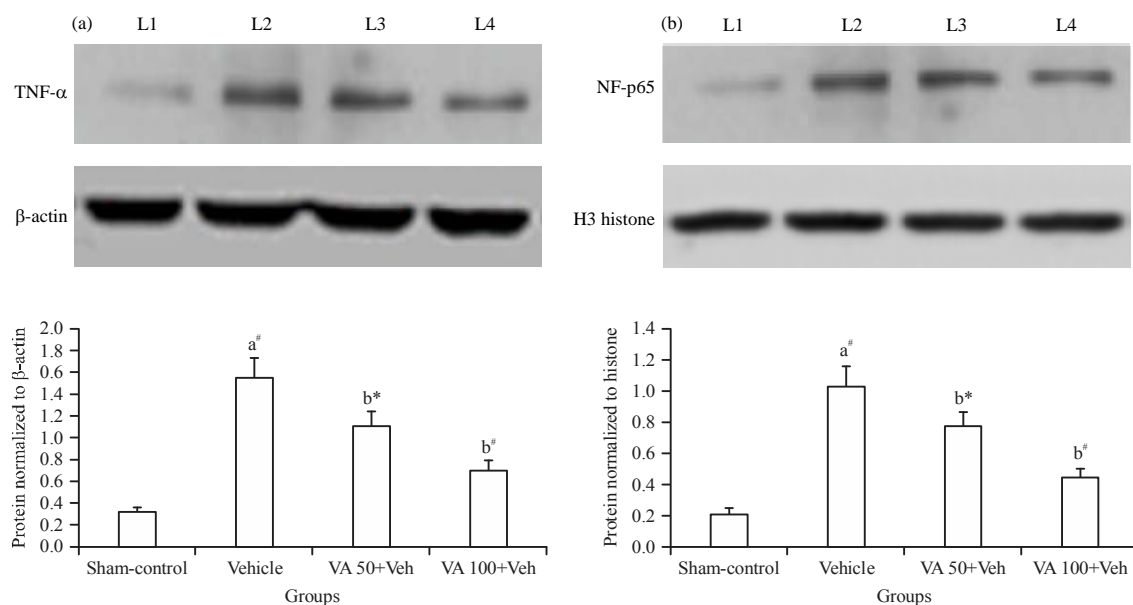 (a) L1 L2 L3 L4
TNF-α
β-actin
Protein normalized to β-actin
2.0
1.8
0.6
1.4
1.2
1.0
0.8
0.6
0.4
0.2
0.0
a#
b*
b#
Sham-control Vehicle VA 50+Veh VA 100+Veh
Groups
(b) L1 L2 L3 L4
NF-p65
H3 histone
Protein normalized to histone
1.4
1.2
1.0
0.8
0.6
0.4
0.2
0.0
a#
b*
b#
Sham-control Vehicle VA 50+Veh VA 100+Veh
Groups